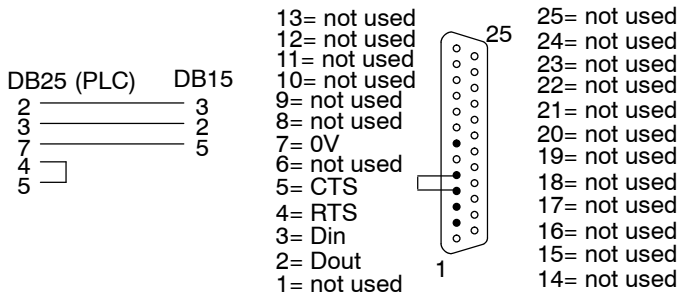 DB25 (PLC) DB15
2 3
3 2
7 5
4
5
13= not used
12= not used
11= not used
10= not used
9= not used
8= not used
7= 0V
6= not used
5= CTS
4= RTS
3= Din
2= Dout
1= not used
25
1
25= not used
24= not used
23= not used
22= not used
21= not used
20= not used
19= not used
18= not used
17= not used
16= not used
15= not used
14= not used